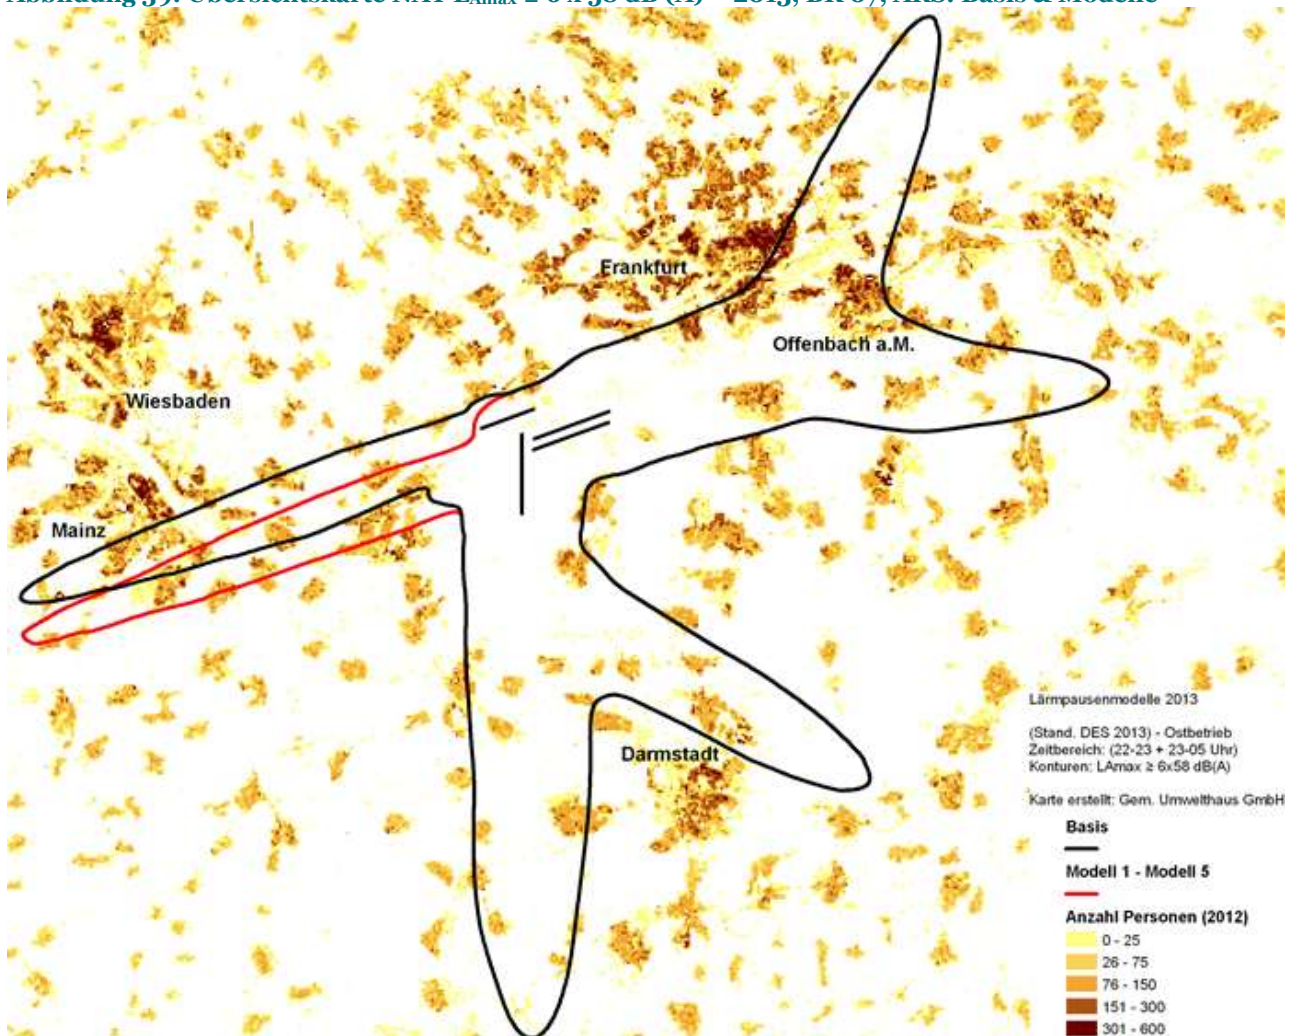 Frankfurt
Offenbach a.M.
Wiesbaden
Mainz
Darmstadt
Lärmpausenmodelle 2013
(Stand. DES 2013) - Ostbetrieb
Zeitbereich: (22-23 + 23-05 Uhr)
Konturen: LAmax ≥ 6x58 dB(A)
Karte erstellt: Gem. Umwelthaus GmbH
Basis
Modell 1 - Modell 5
Anzahl Personen (2012)
0 - 25
26 - 75
76 - 150
151 - 300
301 - 600